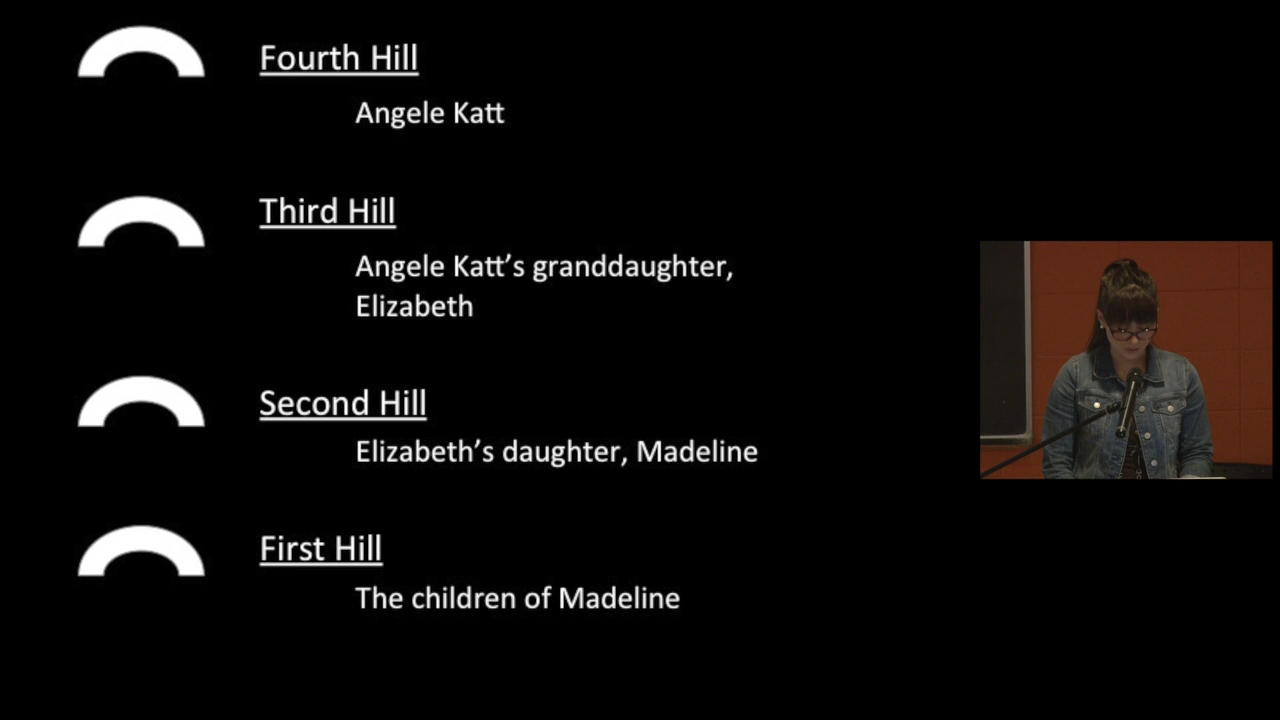 Fourth Hill
Angele Katt
Third Hill
Angele Katt’s granddaughter,
Elizabeth
Second Hill
Elizabeth’s daughter, Madeline
First Hill
The children of Madeline